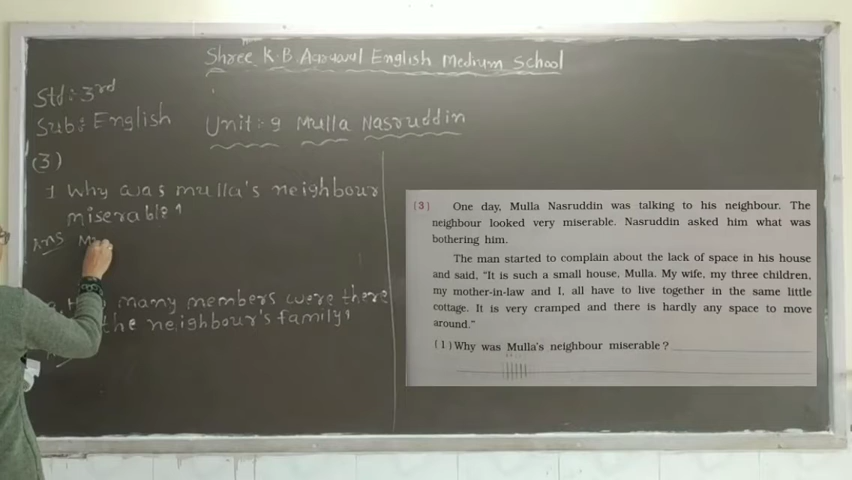 Shree K.B. Agrawal English Medium School
Std:- 3rd
Sub: English
Unit:- 9 Mulla Nasruddin
(3)
1 Why was mulla's neighbour
miserable?
Ans M
many members were there
the neighbour's family?
(3) One day, Mulla Nasruddin was talking to his neighbour. The
neighbour looked very miserable. Nasruddin asked him what was
bothering him.
The man started to complain about the lack of space in his house
and said, "It is such a small house, Mulla. My wife, my three children,
my mother-in-law and I, all have to live together in the same little
cottage. It is very cramped and there is hardly any space to move
around."
(1) Why was Mulla's neighbour miserable ?